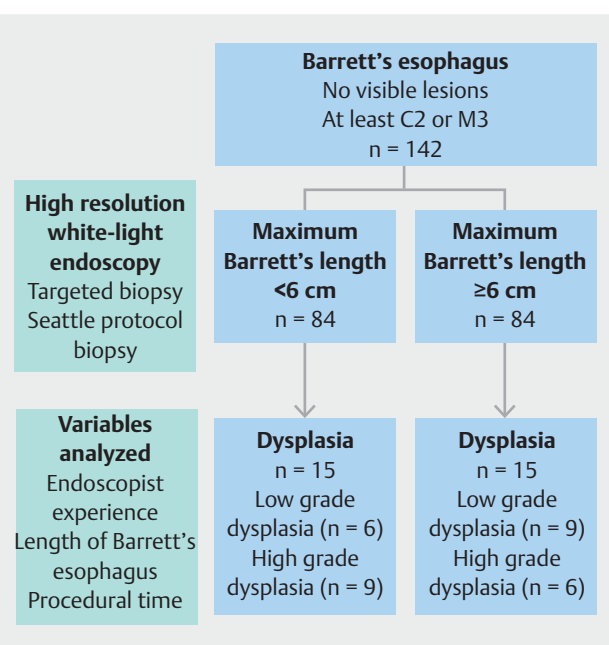 Barrett's esophagus
No visible lesions
At least C2 or M3
n = 142
High resolution
white-light
endoscopy
Targeted biopsy
Seattle protocol
biopsy
Maximum
Barrett's length
<6 cm
n = 84
Maximum
Barrett's length
≥6 cm
n = 84
Variables
analyzed
Endoscopist
experience
Length of Barrett's
esophagus
Procedural time
Dysplasia
n = 15
Low grade
dysplasia (n = 6)
High grade
dysplasia (n = 9)
Dysplasia
n = 15
Low grade
dysplasia (n = 9)
High grade
dysplasia (n = 6)